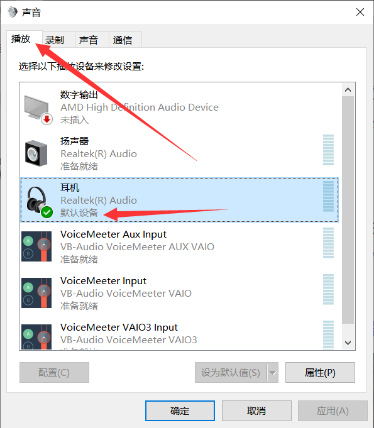 声音
播放 录制 声音 通信
选择以下播放设备来修改设置:
数字输出
AMD High Definition Audio Device
未插入
扬声器
Realtek(R) Audio
准备就绪
耳机
Realtek(R) Audio
默认设备
VoiceMeeter Aux Input
VB-Audio VoiceMeeter AUX VAIO
准备就绪
VoiceMeeter Input
VB-Audio VoiceMeeter VAIO
准备就绪
VoiceMeeter VAIO3 Input
VB-Audio VoiceMeeter VAIO3
准备就绪
配置(C) 设为默认值(S) 属性(P)
确定 取消 应用(A)